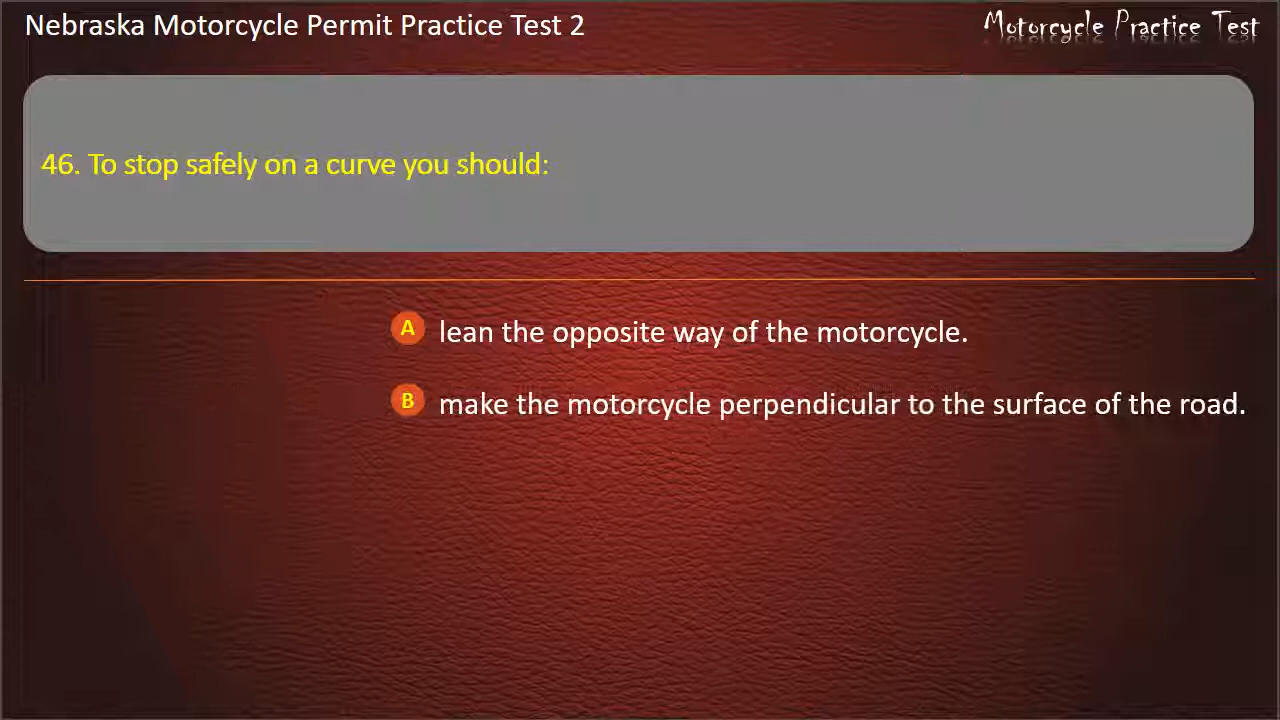 Nebraska Motorcycle Permit Practice Test 2
Motorcycle Practice Test
46. To stop safely on a curve you should:
A lean the opposite way of the motorcycle.
B make the motorcycle perpendicular to the surface of the road.